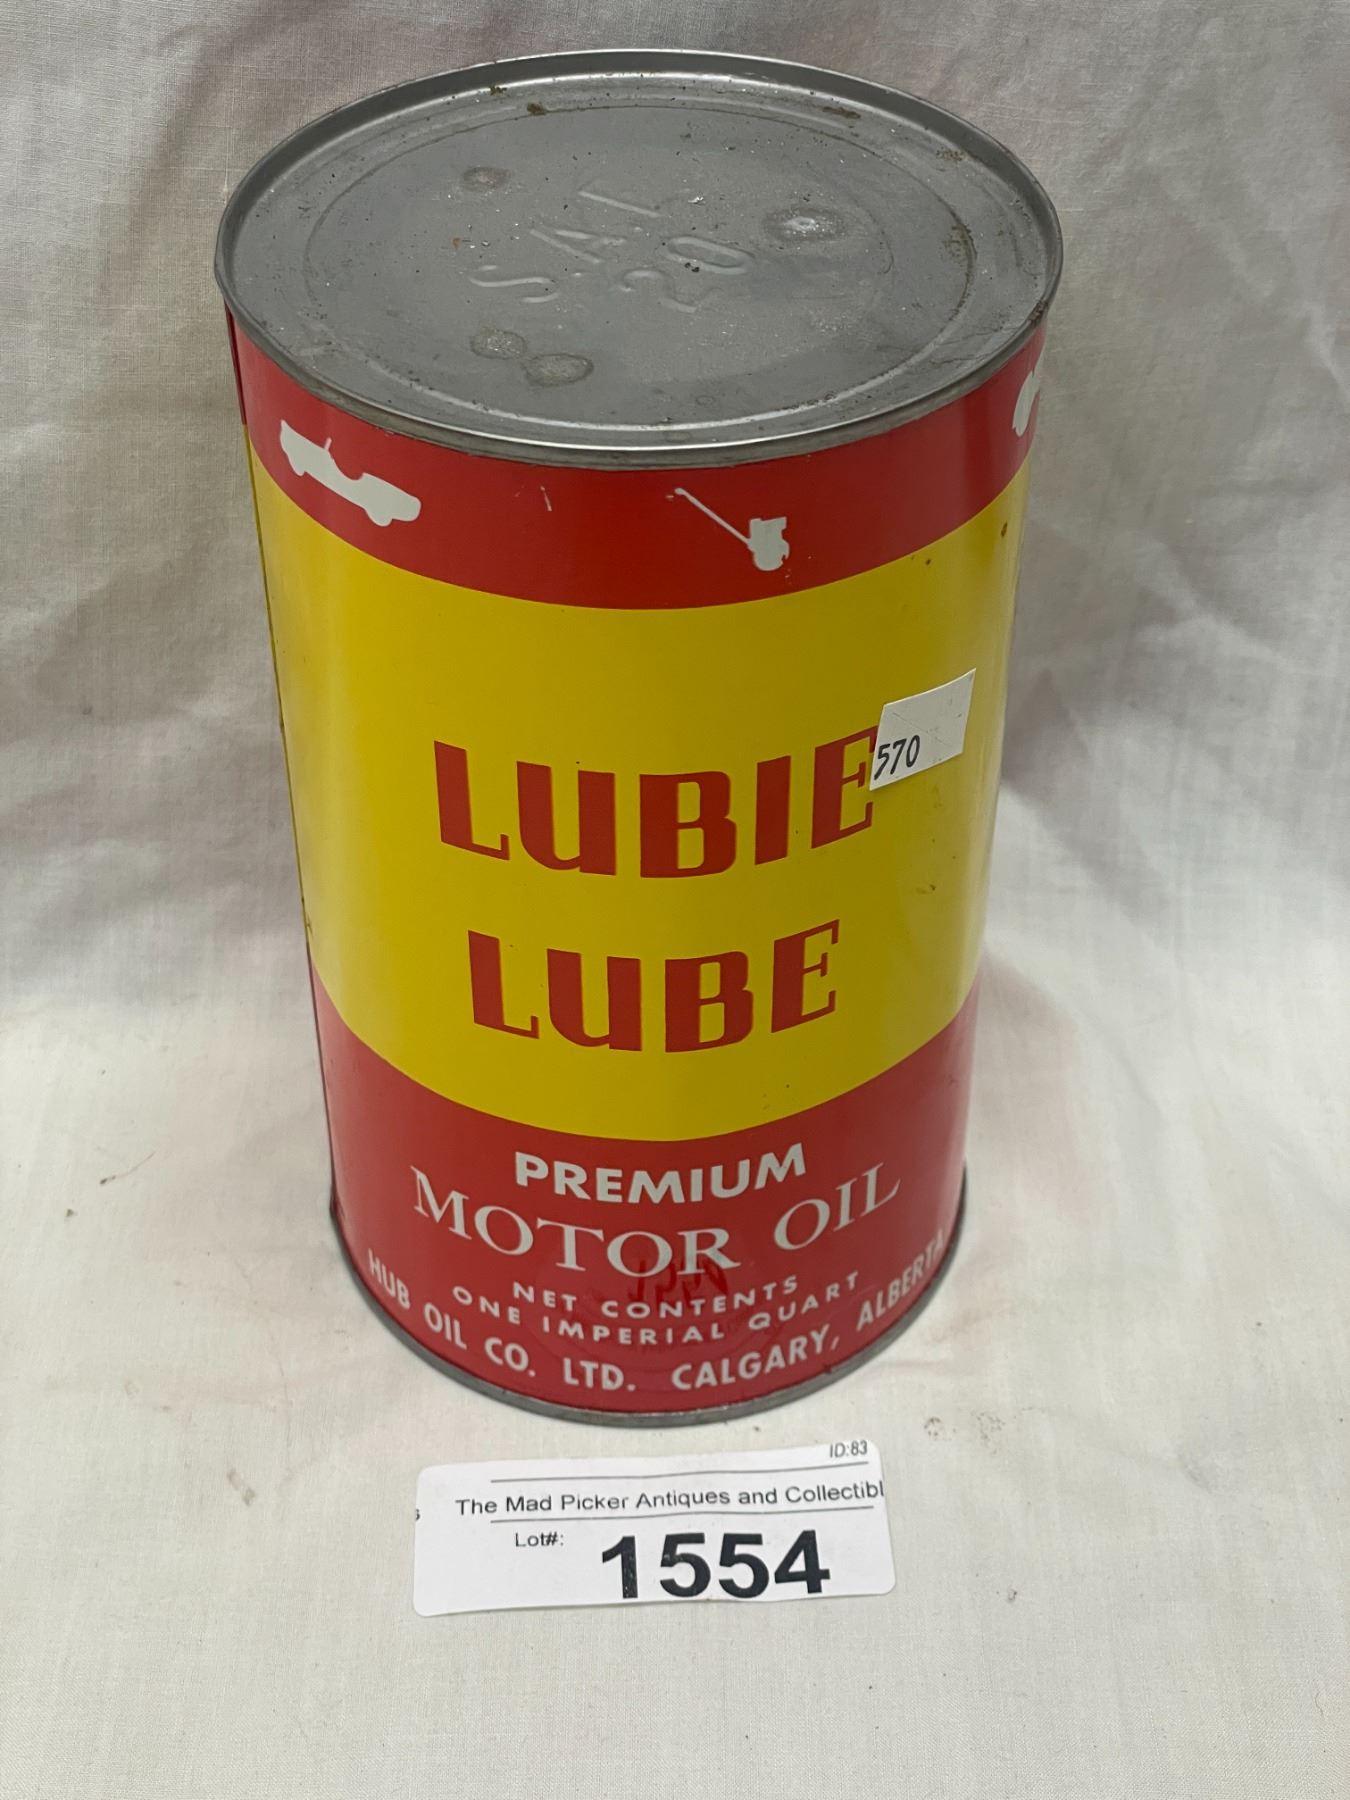 SAE
20
LUBIE
570
LUBE
PREMIUM
MOTOR OIL
NET CONTENTS
ONE IMPERIAL QUART
HUB OIL CO. LTD. CALGARY, ALBERTA
ID:83
The Mad Picker Antiques and Collectibl
Lot#: 1554